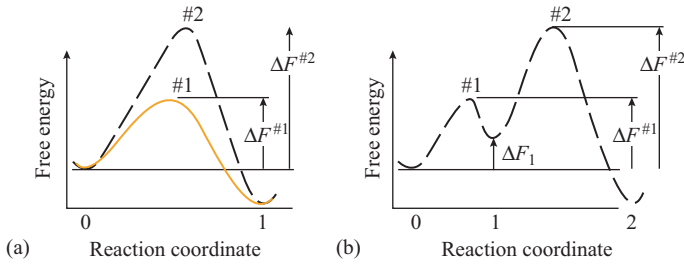 #2
#1
ΔF#2
ΔF#1
Free energy
0
1
(a)
Reaction coordinate
#2
#1
ΔF#2
ΔF#1
ΔF1
Free energy
0
1
2
(b)
Reaction coordinate